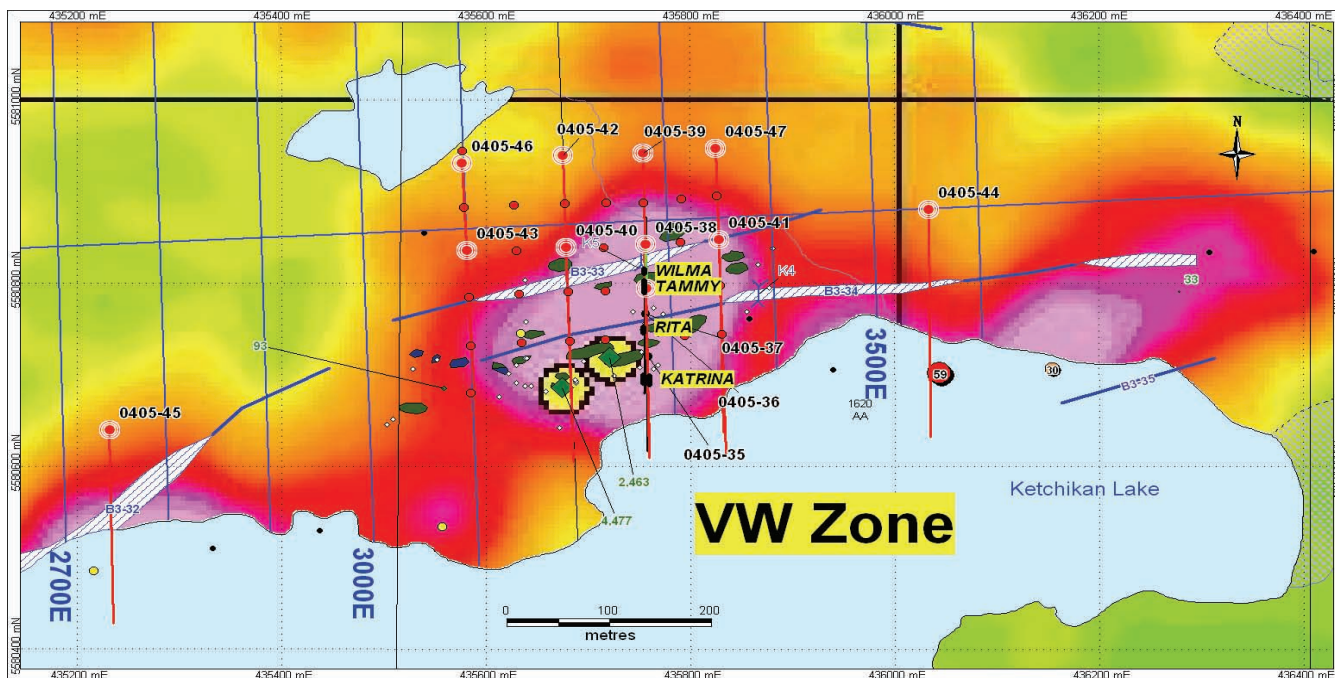 435200 mE
435400 mE
435600 mE
435800 mE
436000 mE
436200 mE
436400 mE
5581000 mN
N
0405-46
0405-42
0405-39
0405-47
0405-44
0405-43
0405-40
0405-38
0405-41
K5
B3-33
WILMA
K4
TAMMY
B3-34
33
5580800 mN
RITA
93
0405-37
3500E
KATRINA
59
30
B3-35
0405-36
1620
AA
0405-45
0405-35
5580600 mN
2.463
Ketchikan Lake
B3-32
4.477
VW Zone
2700E
3000E
0 100 200
metres
5580400 mN
435200 mE
435400 mE
435600 mE
435800 mE
436000 mE
436200 mE
436400 mE